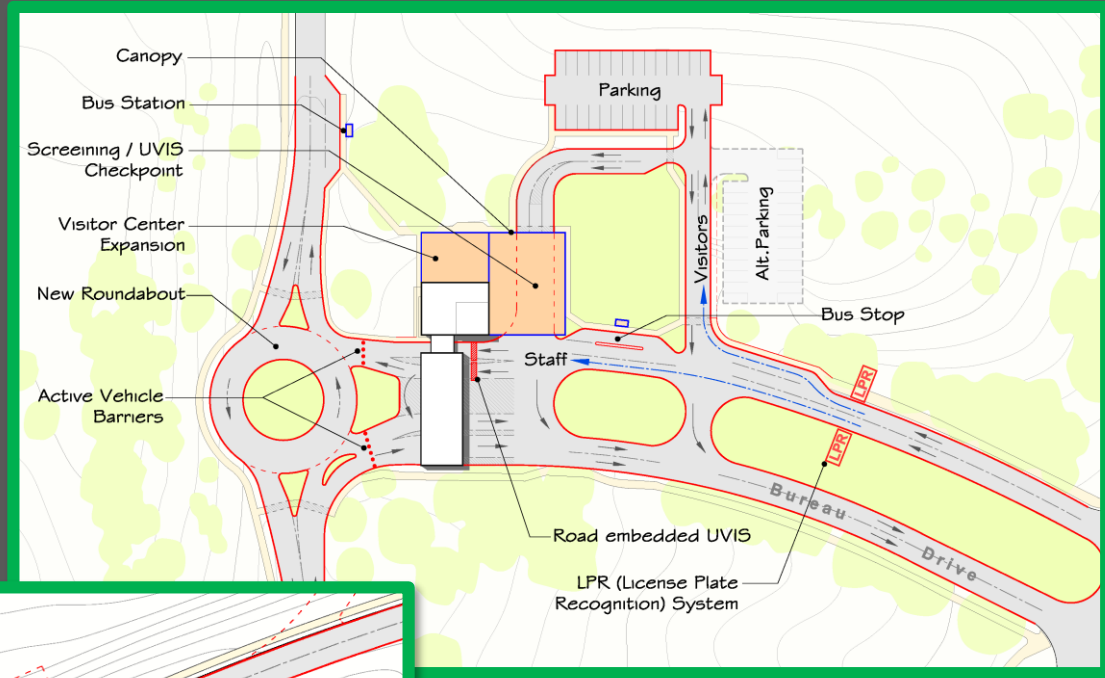 Canopy
Bus Station
Screening / UVIS
Checkpoint
Visitor Center
Expansion
New Roundabout
Active Vehicle
Barriers
Parking
Visitors
Alt.Parking
Bus Stop
Staff
LPR
LPR
Bureau Drive
Road embedded UVIS
LPR (License Plate
Recognition) System